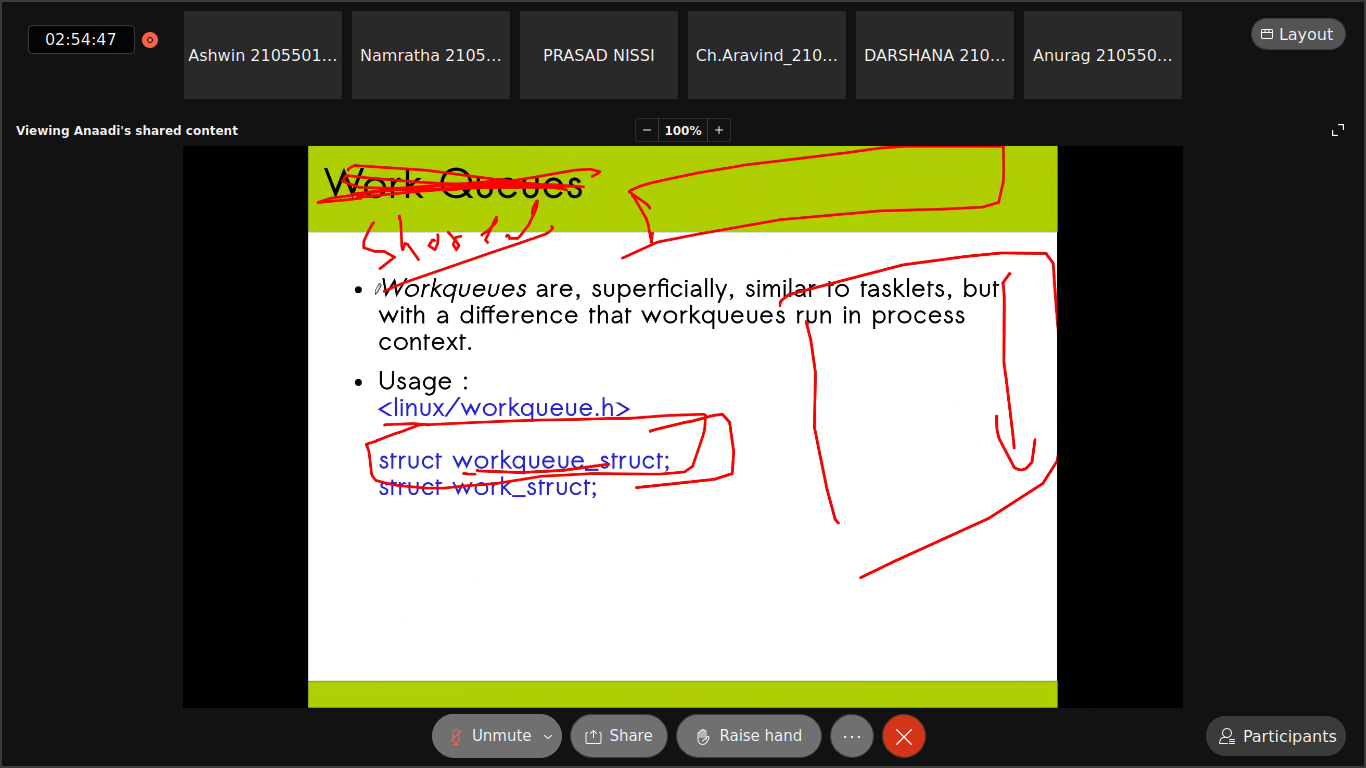 02:54:47
Ashwin 2105501...
Namratha 2105...
PRASAD NISSI
Ch.Aravind_210...
DARSHANA 210...
Anurag 210550...
Layout
Viewing Anaadi's shared content
− 100% +
Work Queues
Shared
• Workqueues are, superficially, similar to tasklets, but
with a difference that workqueues run in process
context.
• Usage :
<linux/workqueue.h>
struct workqueue_struct;
struct work_struct;
Unmute
Share
Raise hand
...
Participants